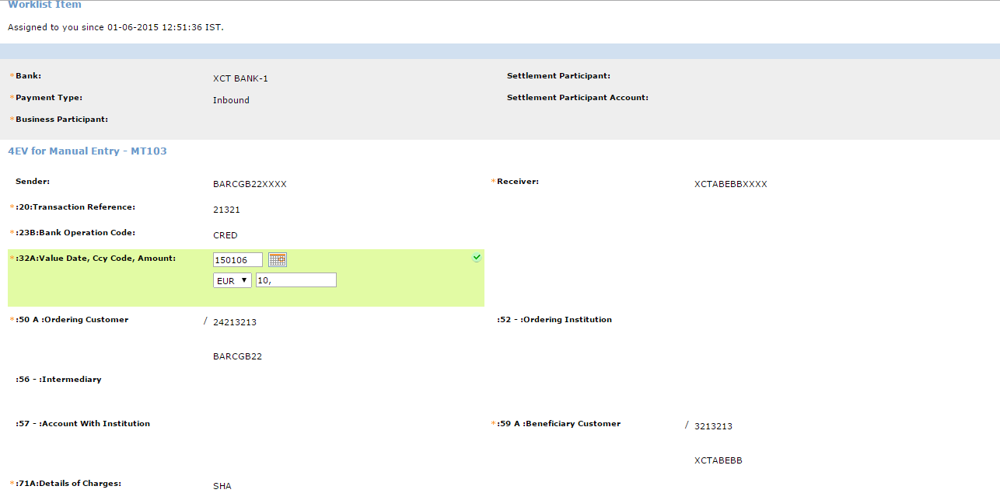 Worklist Item
Assigned to you since 01-06-2015 12:51:36 IST.
*Bank: XCT BANK-1 Settlement Participant:
*Payment Type: Inbound Settlement Participant Account:
*Business Participant:
4EV for Manual Entry - MT103
Sender: BARCGB22XXXX *Receiver: XCTABEBBXXXX
*:20:Transaction Reference: 21321
*:23B:Bank Operation Code: CRED
*:32A:Value Date, Ccy Code, Amount: 150106
EUR 10,
*:50 A :Ordering Customer / 24213213 :52 - :Ordering Institution
BARCGB22
:56 - :Intermediary
:57 - :Account With Institution *:59 A :Beneficiary Customer / 3213213
XCTABEBB
*:71A:Details of Charges: SHA